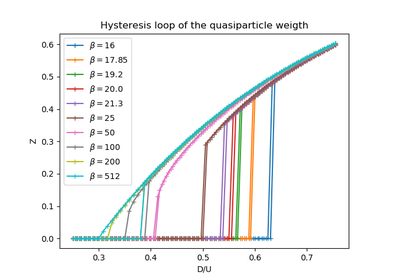 Hysteresis loop of the quasiparticle weigth
Z
0.6
0.5
0.4
0.3
0.2
0.1
0.0
β = 16
β = 17.85
β = 19.2
β = 20.0
β = 21.3
β = 25
β = 50
β = 100
β = 200
β = 512
0.3 0.4 0.5 0.6 0.7
D/U